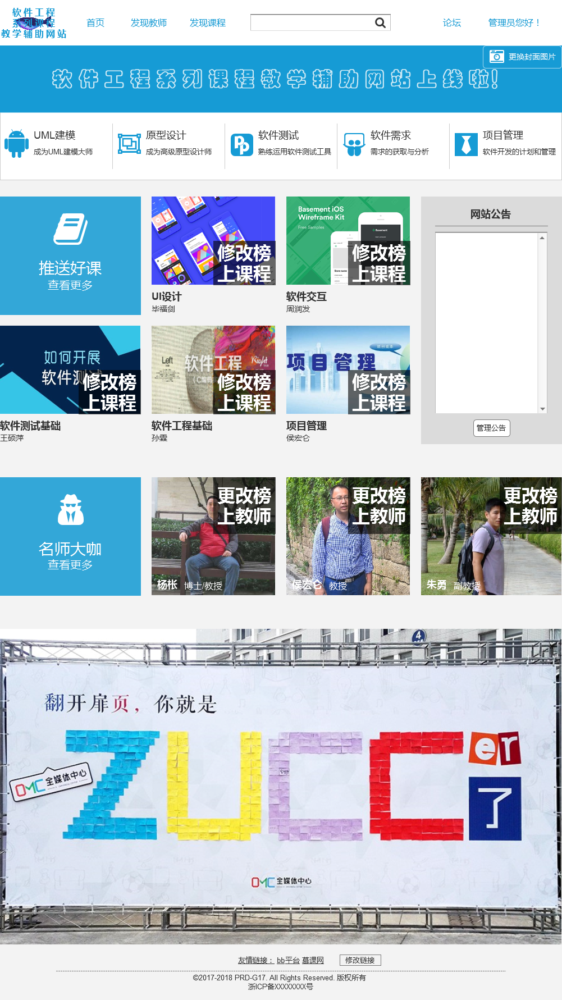 软件工程
系列课程
教学辅助网站
首页
发现教师
发现课程
论坛
管理员您好！
更换封面图片
软件工程系列课程教学辅助网站上线啦!
UML建模
成为UML建模大师
原型设计
成为高级原型设计师
软件测试
熟练运用软件测试工具
软件需求
需求的获取与分析
项目管理
软件开发的计划和管理
推送好课
查看更多
修改榜
上课程
UI设计
毕福剑
Basement iOS
Wireframe Kit
Free Samples
Basement
Store name
修改榜
上课程
软件交互
周润发
网站公告
管理公告
如何开展
软件测试
修改榜
上课程
软件测试基础
王硕萍
Left
软件工程
Right
(C编码
修改榜
上课程
软件工程基础
孙霖
项目管理
修改榜
上课程
项目管理
侯宏仑
名师大咖
查看更多
更改榜
上教师
杨枨 博士/教授
更改榜
上教师
侯宏仑 教授
更改榜
上教师
朱勇 副教授
4
翻开扉页，你就是
ZUCC
er
了
OMC 全媒体中心
OMC 全媒体中心
友情链接： bb平台 慕课网
修改链接
©2017-2018 PRD-G17. All Rights Reserved. 版权所有
浙ICP备XXXXXXXX号